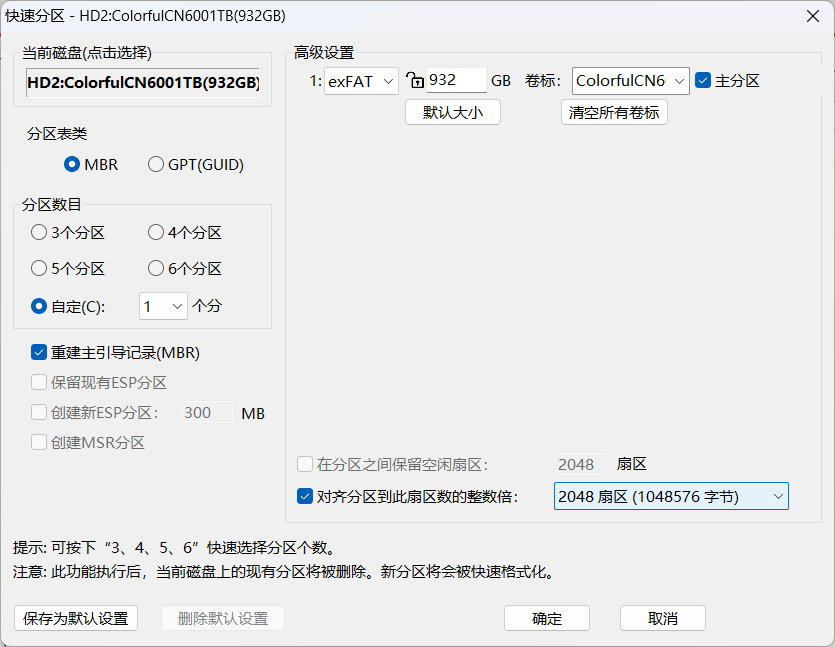 快速分区 - HD2:ColorfulCN6001TB(932GB)
当前磁盘(点击选择)
HD2:ColorfulCN6001TB(932GB)
分区表类
MBR
GPT(GUID)
分区数目
3个分区
4个分区
5个分区
6个分区
自定(C):
1
个分
重建主引导记录(MBR)
保留现有ESP分区
创建新ESP分区:
300
MB
创建MSR分区
高级设置
1:
exFAT
932
GB
卷标:
ColorfulCN6
主分区
默认大小
清空所有卷标
在分区之间保留空闲扇区:
2048
扇区
对齐分区到此扇区数的整数倍:
2048 扇区 (1048576 字节)
提示: 可按下“3、4、5、6”快速选择分区个数。
注意: 此功能执行后，当前磁盘上的现有分区将被删除。新分区将会被快速格式化。
保存为默认设置
删除默认设置
确定
取消